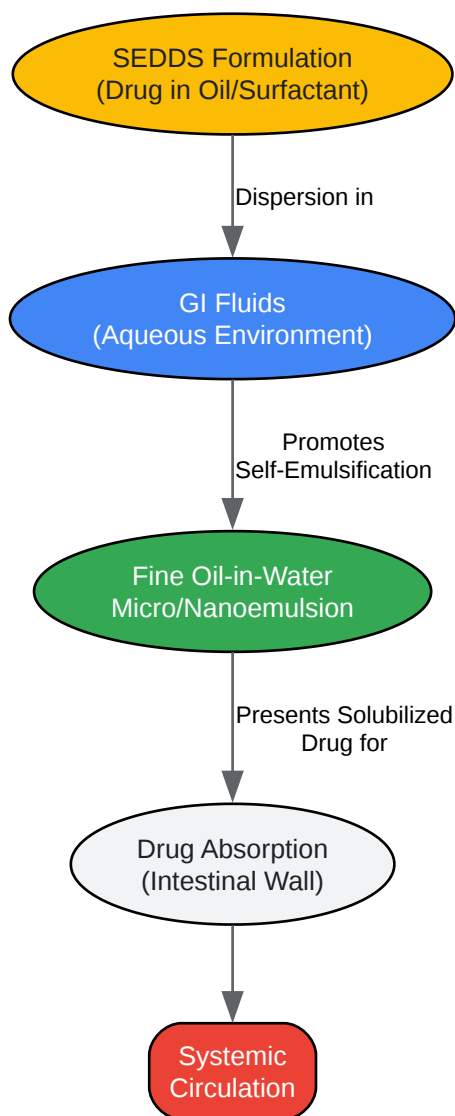 SEDDS Formulation
(Drug in Oil/Surfactant)
Dispersion in
GI Fluids
(Aqueous Environment)
Promotes
Self-Emulsification
Fine Oil-in-Water
Micro/Nanoemulsion
Presents Solubilized
Drug for
Drug Absorption
(Intestinal Wall)
Systemic
Circulation